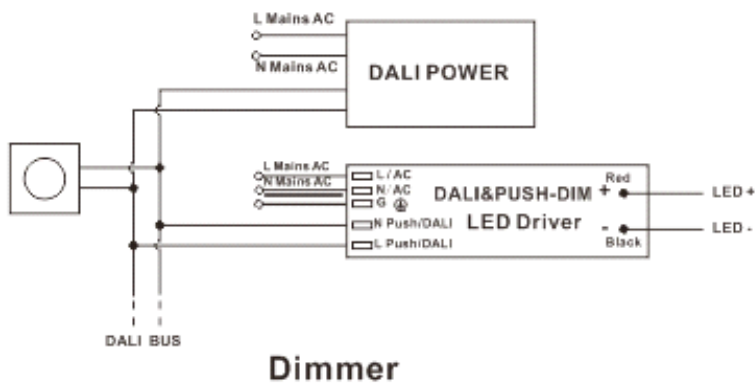 L Mains AC
N Mains AC
DALI POWER
L Mains AC
N Mains AC
L/AC
N/AC
G
N Push/DALI
L Push/DALI
DALI&PUSH-DIM
LED Driver
Red
+
-
Black
LED+
LED-
DALI BUS
Dimmer